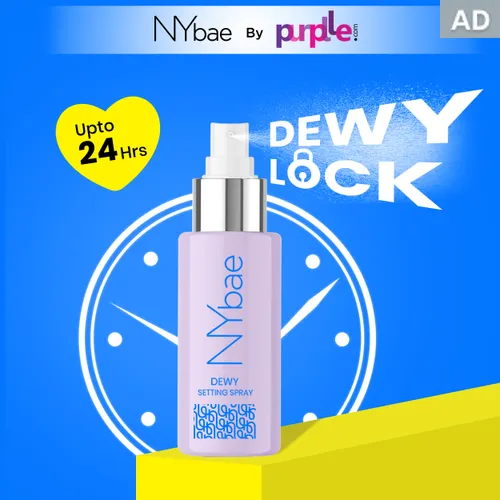 NYbae By purplle.com
AD
Upto
24 Hrs
DEWY
LOCK
NYbae
DEWY
SETTING SPRAY